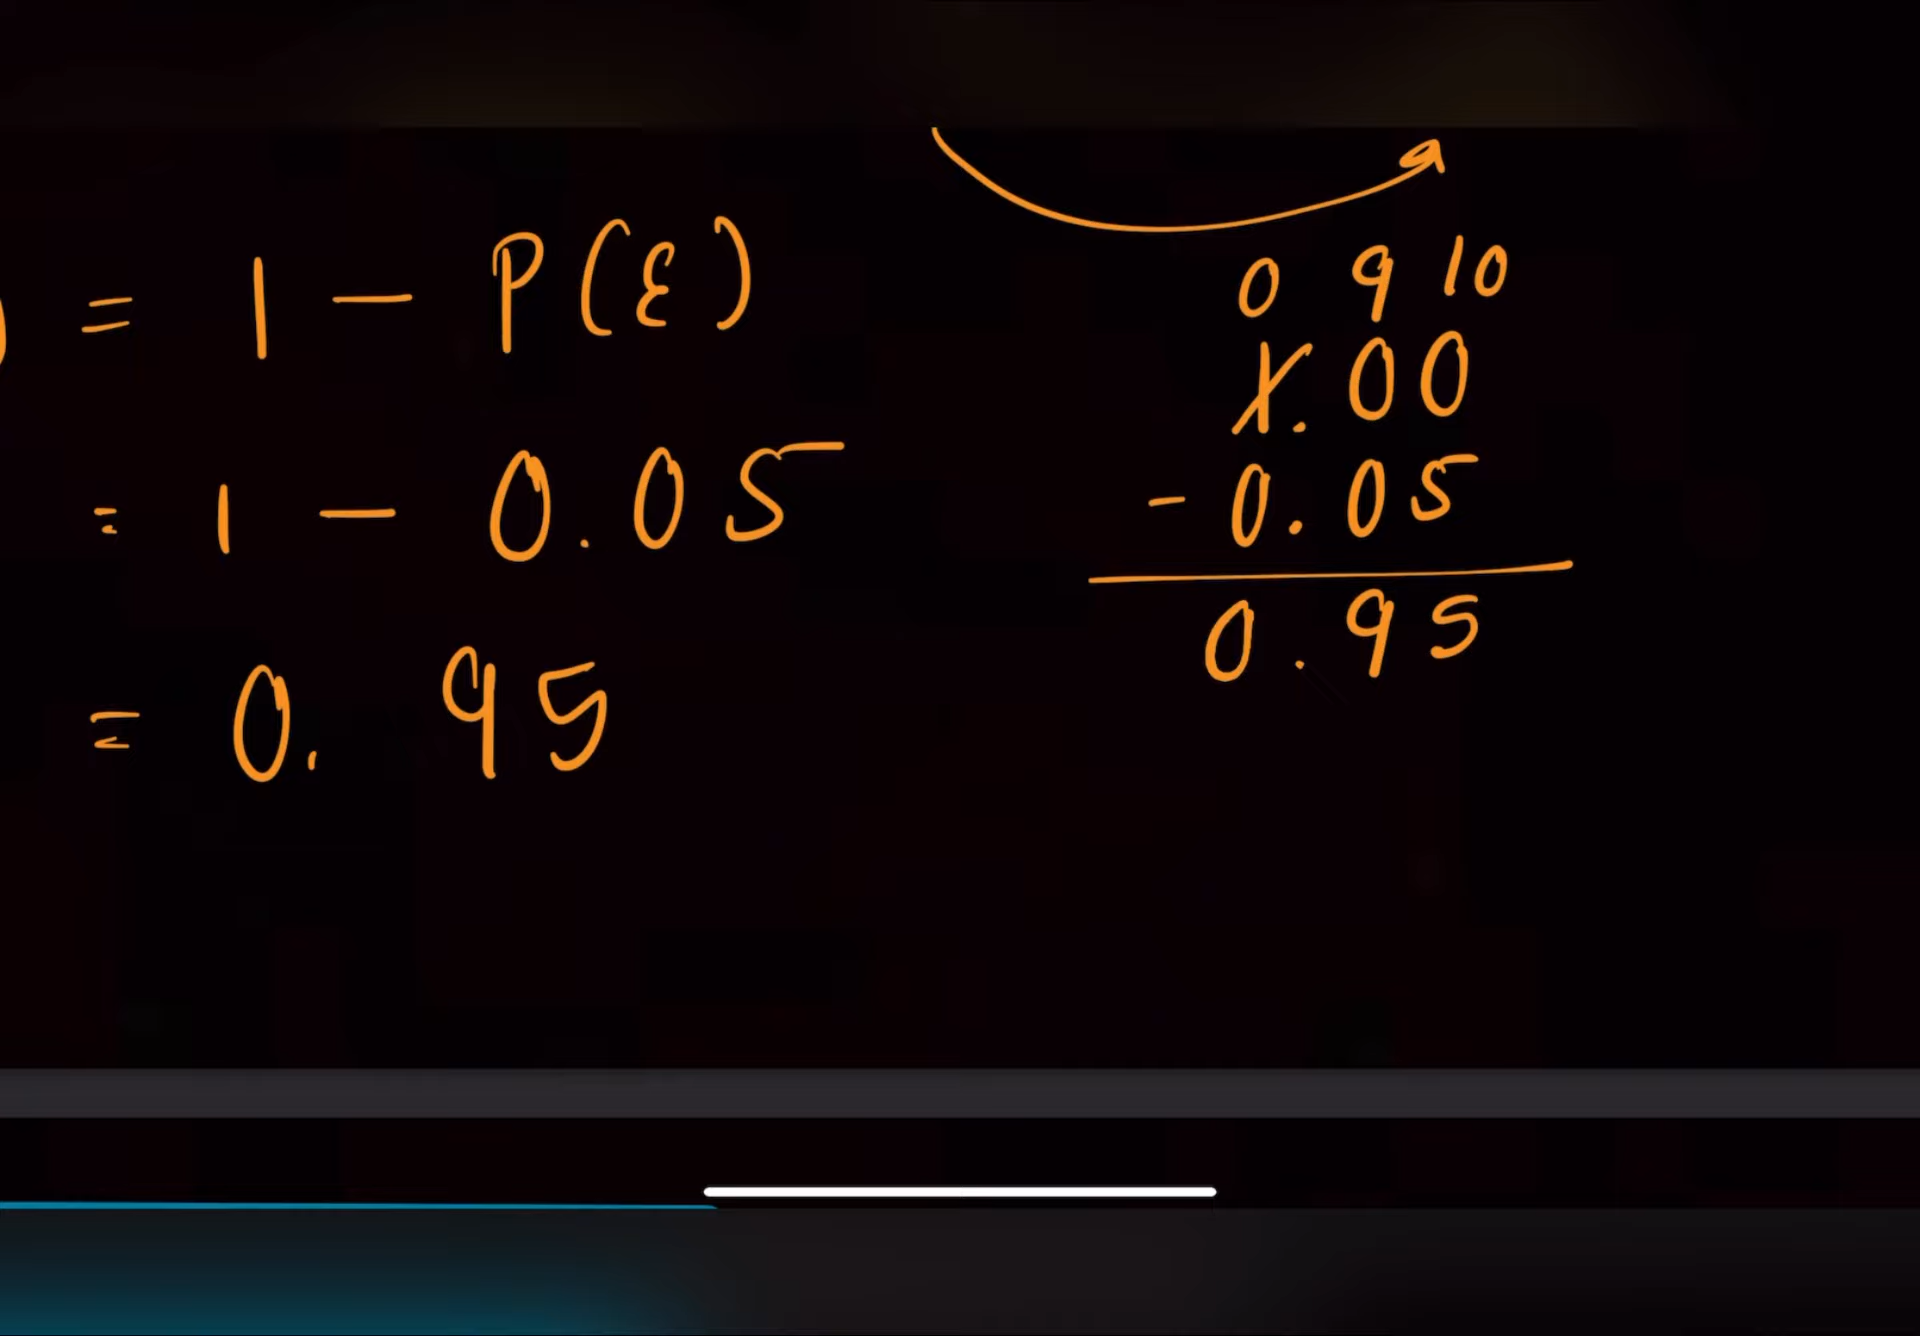 ) = 1 - P(E)
= 1 - 0.05
= 0.95
0 9 10
1.00
- 0.05
0.95